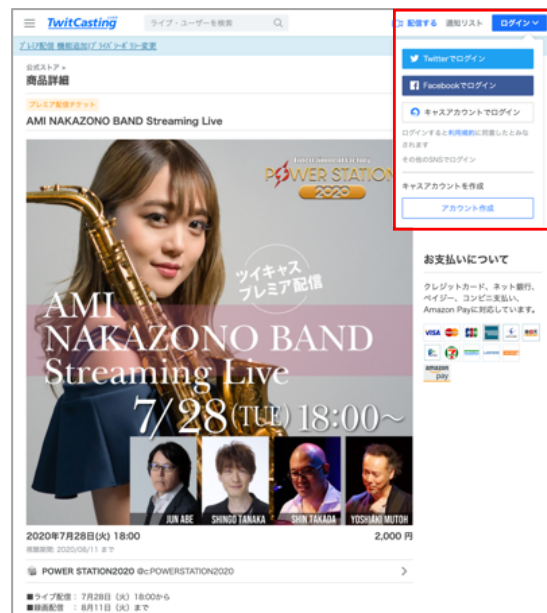 TwitCasting LIVE
ライブ・ユーザーを検索
配信する
通知リスト
ログイン
公式ストア
商品詳細
プレミア配信チケット
AMI NAKAZONO BAND Streaming Live
POWER STATION
2020
ツイキャス
プレミア配信
AMI
NAKAZONO BAND
Streaming Live
7/28(TUE) 18:00~
JUN ABE
SHINGO TANAKA
SHIN TAKADA
YOSHIAKI MUTOH
2020年7月28日(火) 18:00
2,000 円
視聴期間: 2020/08/11 まで
POWER STATION2020 @c:POWERSTATION2020
■ライブ配信： 7月28日（火）18:00から
■録画配信 ： 8月11日（火）まで
Twitterでログイン
Facebookでログイン
キャスアカウントでログイン
ログインすると利用規約に同意したとみな
されます
その他のSNSでログイン
キャスアカウントを作成
アカウント作成
お支払いについて
クレジットカード、ネット銀行、
ペイジー、コンビニ支払い、
Amazon Payに対応しています。
VISA
JCB
amazon
pay